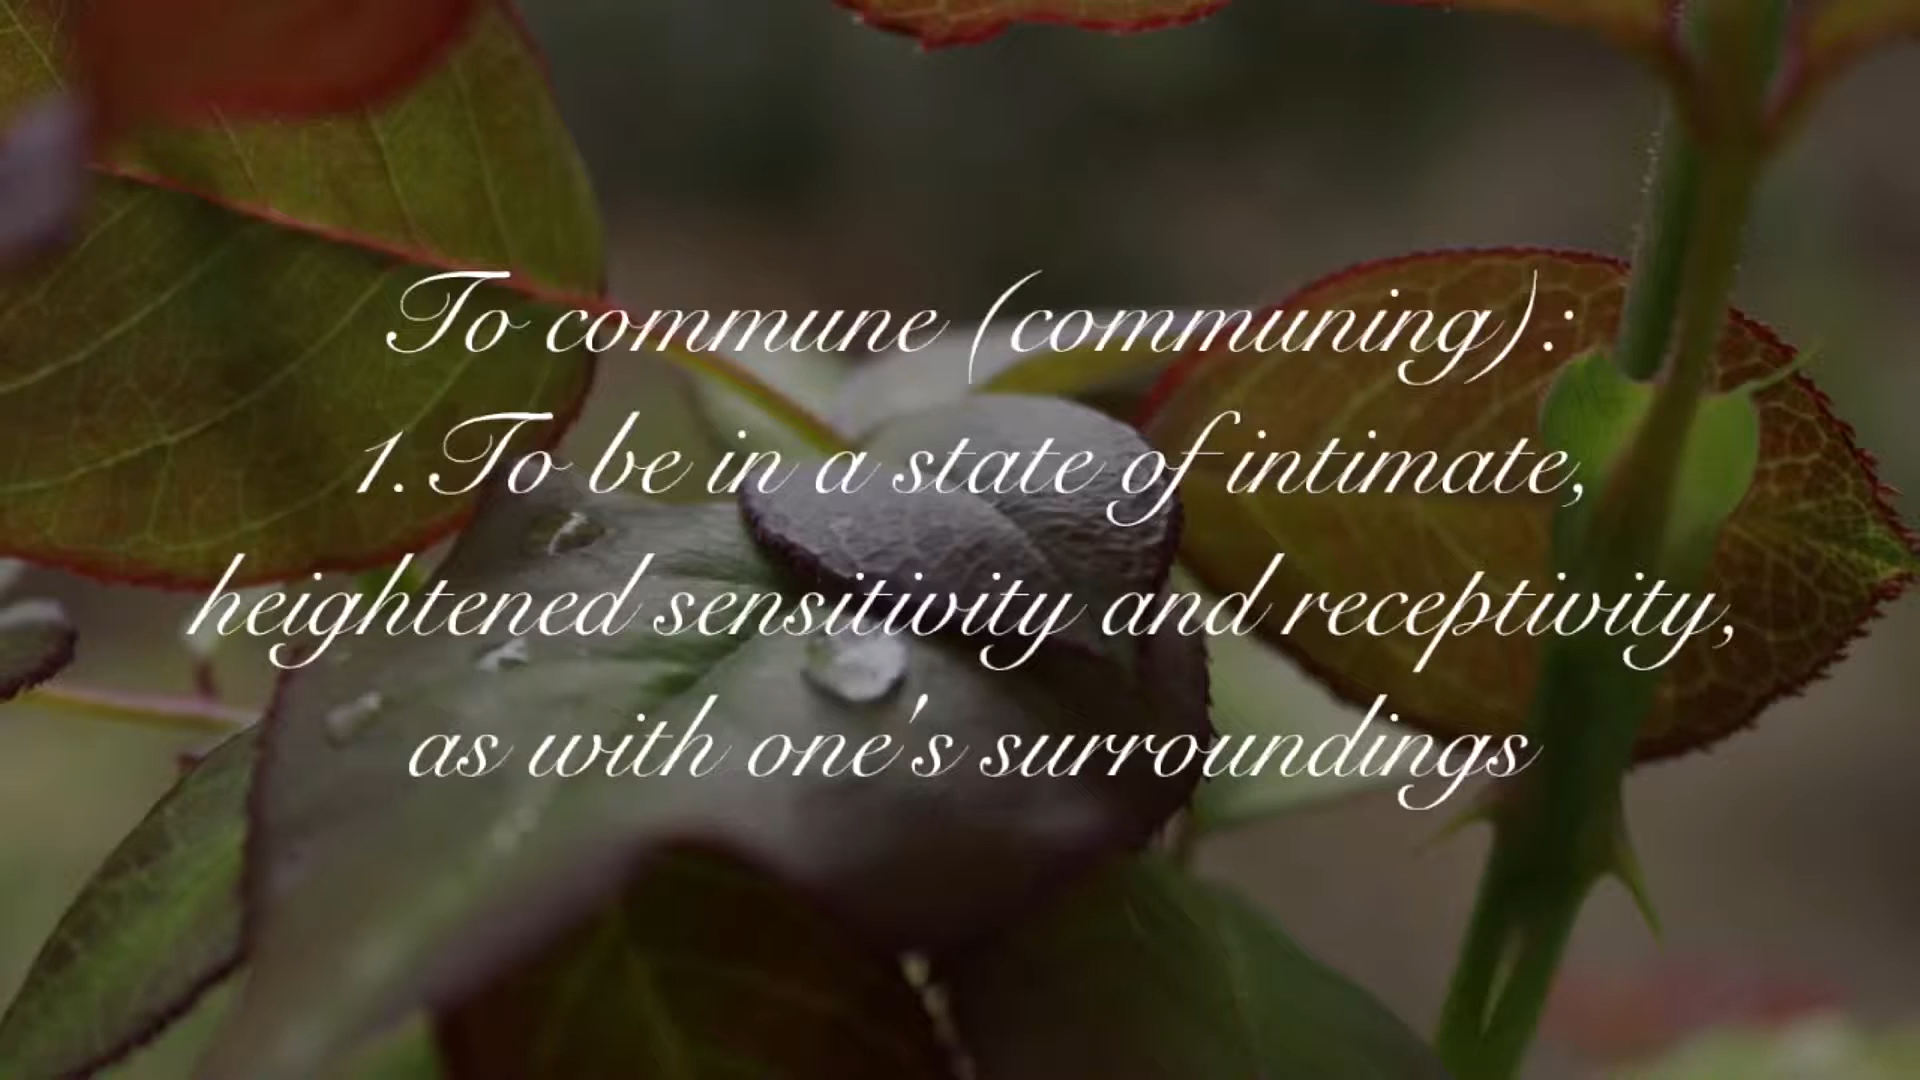 To commune (communing):
1. To be in a state of intimate,
heightened sensitivity and receptivity,
as with one's surroundings